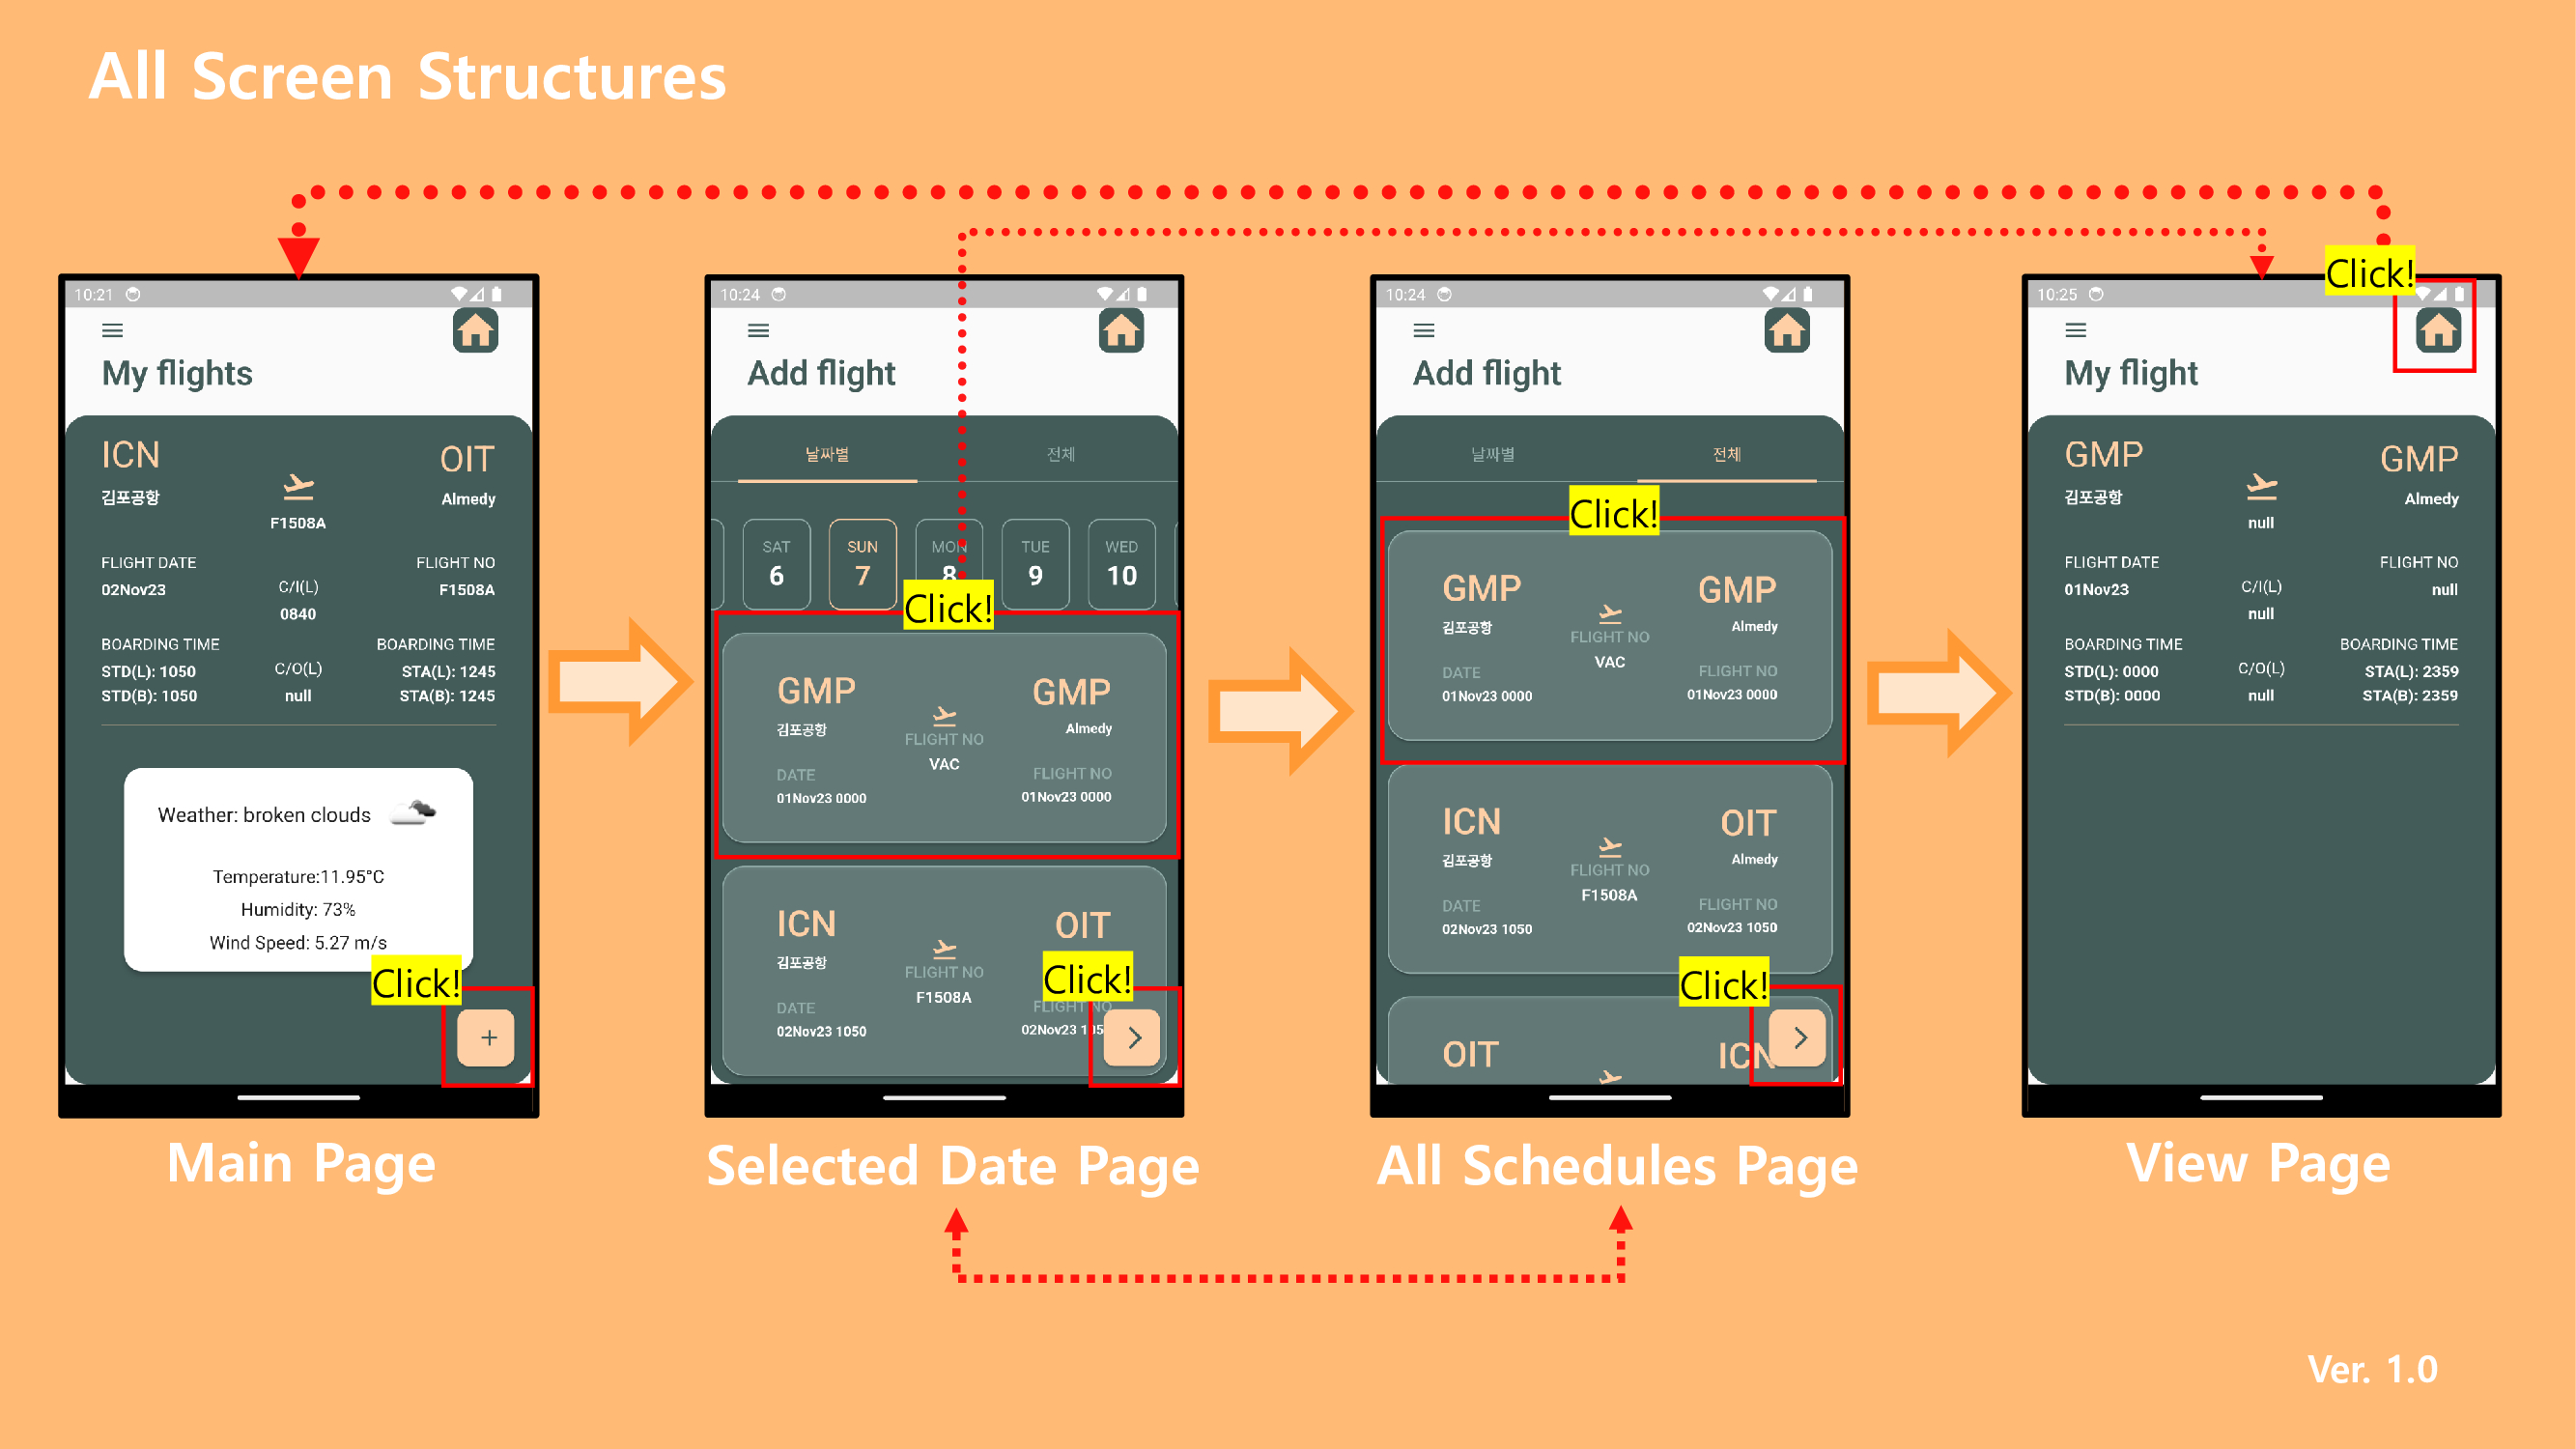 All Screen Structures
10:21
My flights
ICN
OIT
김포공항
Almedy
F1508A
FLIGHT DATE
FLIGHT NO
02Nov23
C/I(L)
F1508A
0840
BOARDING TIME
BOARDING TIME
STD(L): 1050
C/O(L)
STA(L): 1245
STD(B): 1050
null
STA(B): 1245
Weather: broken clouds
Temperature:11.95°C
Humidity: 73%
Wind Speed: 5.27 m/s
Click!
+
Main Page
10:24
Add flight
날짜별
전체
SAT
SUN
MON
TUE
WED
6
7
8
9
10
Click!
GMP
GMP
김포공항
Almedy
FLIGHT NO
VAC
DATE
FLIGHT NO
01Nov23 0000
01Nov23 0000
ICN
OIT
김포공항
FLIGHT NO
F1508A
Click!
DATE
FLIGHT NO
02Nov23 1050
02Nov23 105
Selected Date Page
10:24
Add flight
날짜별
전체
Click!
GMP
GMP
김포공항
Almedy
FLIGHT NO
VAC
DATE
FLIGHT NO
01Nov23 0000
01Nov23 0000
ICN
OIT
김포공항
Almedy
FLIGHT NO
F1508A
DATE
FLIGHT NO
02Nov23 1050
02Nov23 1050
Click!
OIT
ICN
All Schedules Page
10:25
Click!
My flight
GMP
GMP
김포공항
Almedy
null
FLIGHT DATE
FLIGHT NO
01Nov23
C/I(L)
null
null
BOARDING TIME
BOARDING TIME
STD(L): 0000
C/O(L)
STA(L): 2359
STD(B): 0000
null
STA(B): 2359
View Page
Ver. 1.0